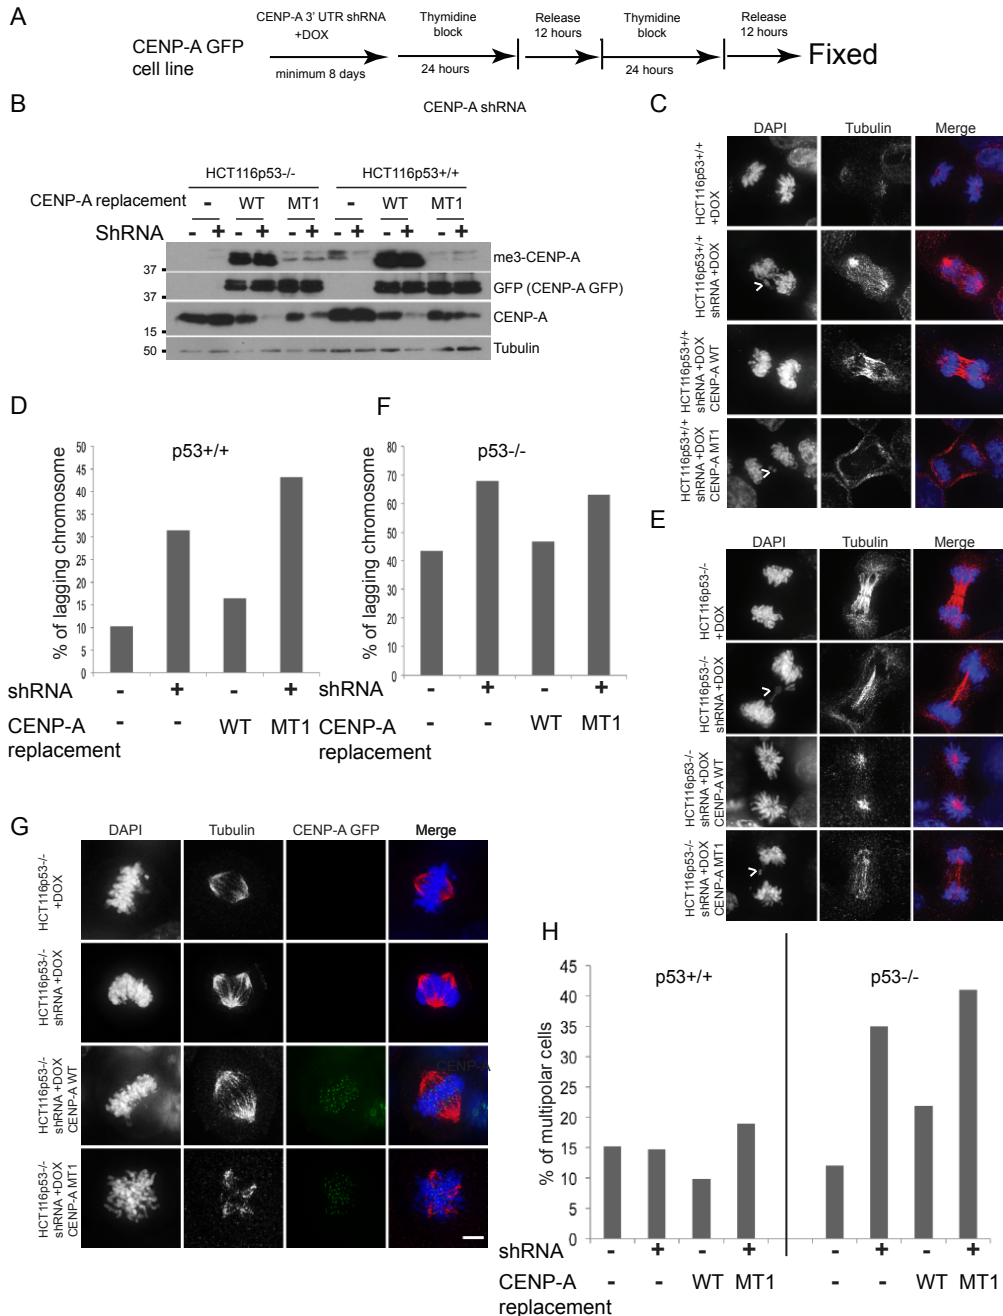 A
CENP-A GFP
cell line
CENP-A 3' UTR shRNA
+DOX
minimum 8 days
Thymidine
block
24 hours
Release
12 hours
Thymidine
block
24 hours
Release
12 hours
Fixed
B
CENP-A shRNA
HCT116p53-/-
HCT116p53+/+
CENP-A replacement
- WT MT1 - WT MT1
ShRNA
- + - + - + - + - + - +
37
me3-CENP-A
37
GFP (CENP-A GFP)
15
CENP-A
50
Tubulin
C
DAPI Tubulin Merge
HCT116p53+/+
+DOX
HCT116p53+/+
shRNA +DOX
HCT116p53+/+
shRNA +DOX
CENP-A WT
HCT116p53+/+
shRNA +DOX
CENP-A MT1
D
p53+/+
% of lagging chromosome
50
45
40
35
30
25
20
15
10
5
0
shRNA
- + - +
CENP-A
replacement
- - WT MT1
F
p53-/-
% of lagging chromosome
80
70
60
50
40
30
20
10
0
shRNA
- + - +
CENP-A
replacement
- - WT MT1
E
DAPI Tubulin Merge
HCT116p53-/-
+DOX
HCT116p53-/-
shRNA +DOX
HCT116p53-/-
shRNA +DOX
CENP-A WT
HCT116p53-/-
shRNA +DOX
CENP-A MT1
G
DAPI Tubulin CENP-A GFP Merge
HCT116p53-/-
+DOX
HCT116p53-/-
shRNA +DOX
HCT116p53-/-
shRNA +DOX
CENP-A WT
CENP-A
HCT116p53-/-
shRNA +DOX
CENP-A MT1
H
p53+/+
p53-/-
% of multipolar cells
45
40
35
30
25
20
15
10
5
0
shRNA
- + - + - + - +
CENP-A
replacement
- - WT MT1 - - WT MT1